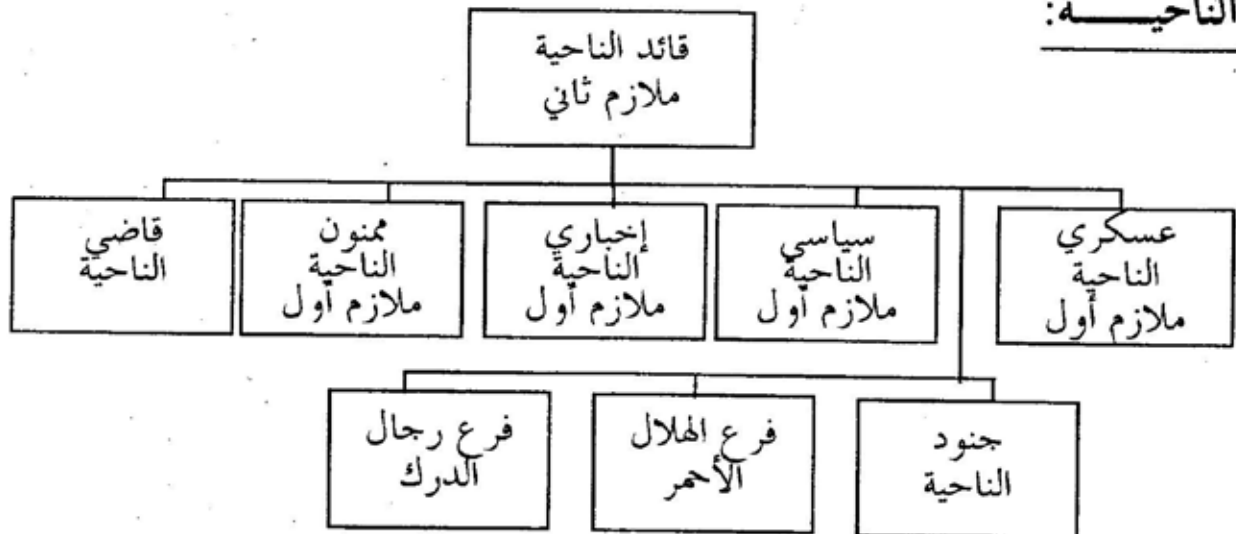 الناحيـــــة:
قائد الناحية
ملازم ثاني
عسكري
الناحية
ملازم أول
سياسي
الناحية
ملازم أول
إخباري
الناحية
ملازم أول
ممنون
الناحية
ملازم أول
قاضي
الناحية
جنود
الناحية
فرع الهلال
الأحمر
فرع رجال
الدرك